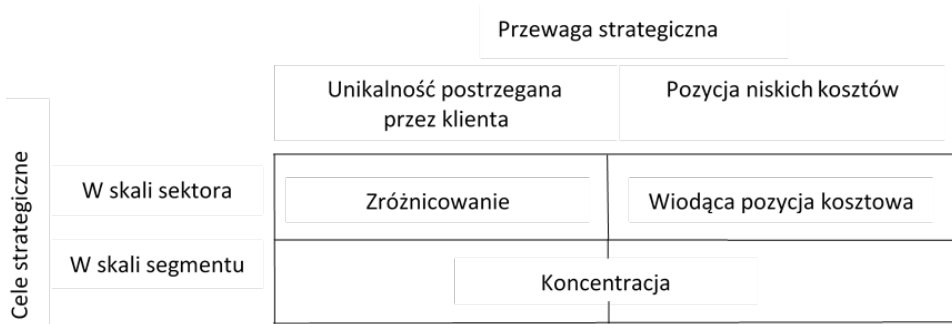 Przewaga strategiczna
Unikalność postrzegana
przez klienta
Pozycja niskich kosztów
Cele strategiczne
W skali sektora
Zróżnicowanie
Wiodąca pozycja kosztowa
W skali segmentu
Koncentracja